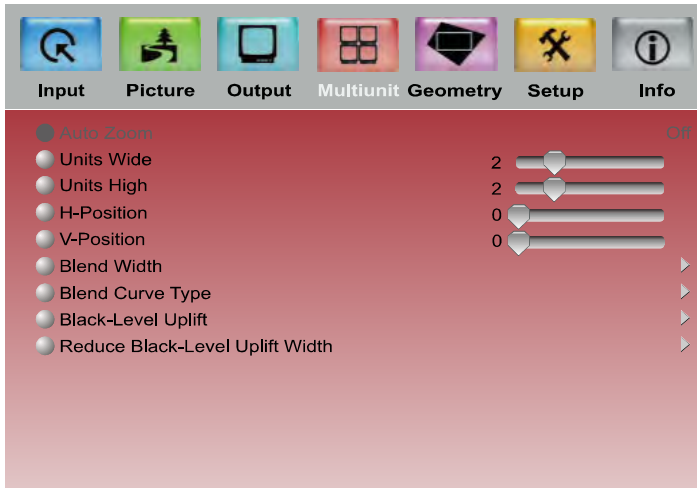 Input Picture Output Multiunit Geometry Setup Info
Auto Zoom Off
Units Wide 2
Units High 2
H-Position 0
V-Position 0
Blend Width
Blend Curve Type
Black-Level Uplift
Reduce Black-Level Uplift Width